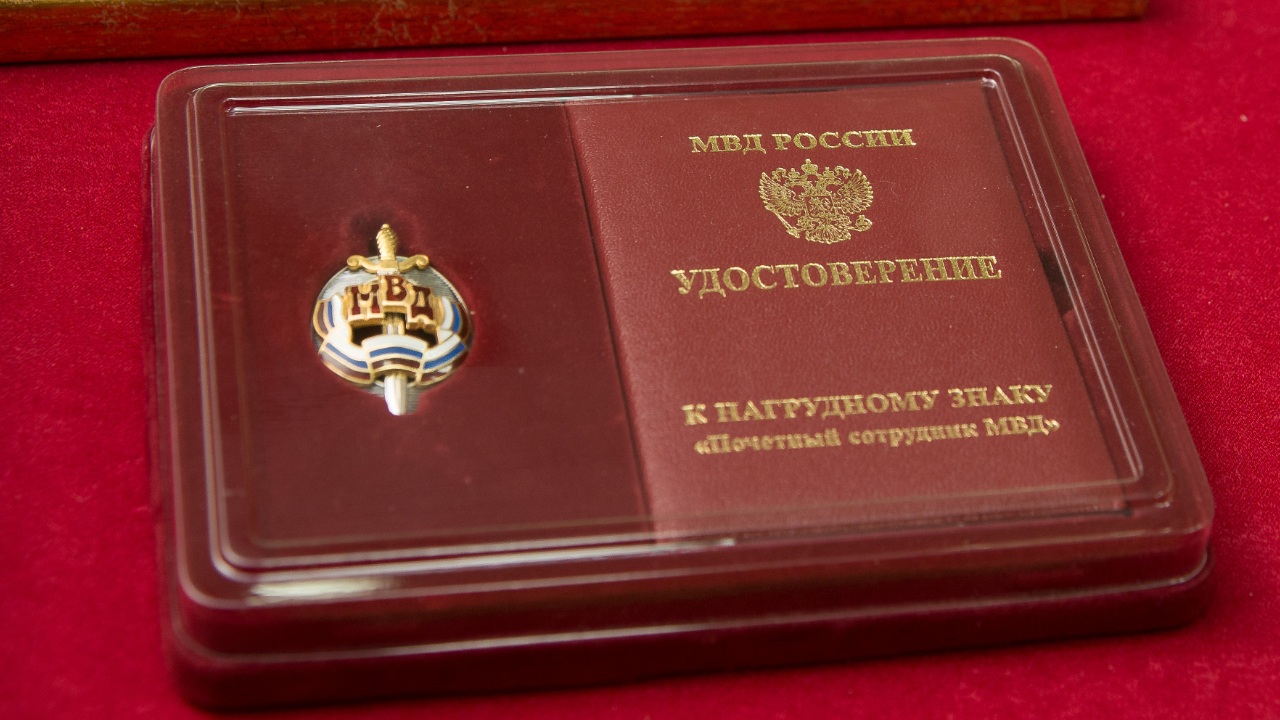 МВД
МВД РОССИИ
УДОСТОВЕРЕНИЕ
К НАГРУДНОМУ ЗНАКУ
«Почетный сотрудник МВД»